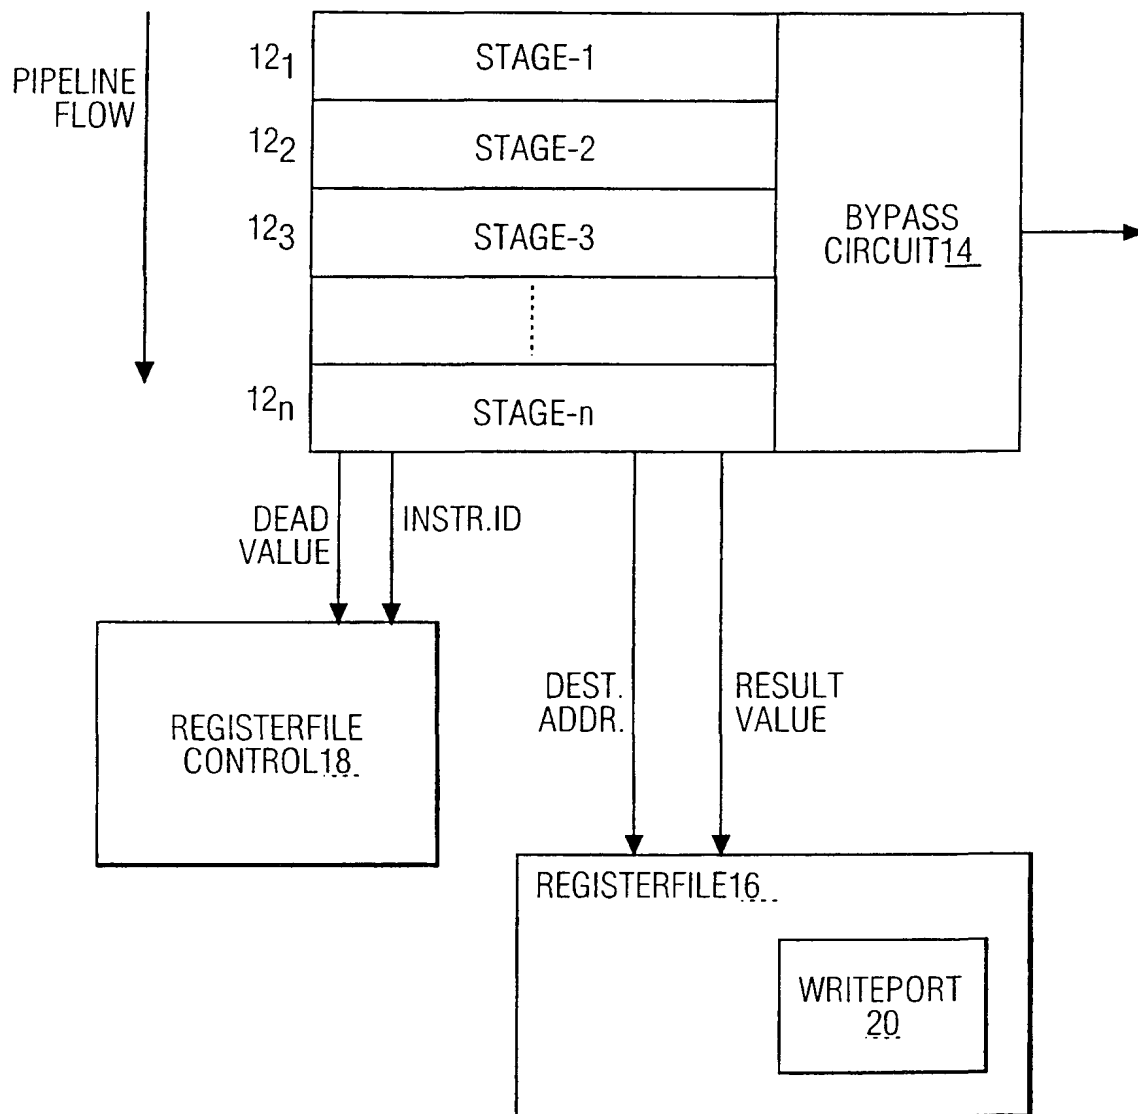 PIPELINE
FLOW
12₁
STAGE-1
12₂
STAGE-2
12₃
STAGE-3
12ₙ
STAGE-n
BYPASS
CIRCUIT14
DEAD
VALUE
INSTR.ID
DEST.
ADDR.
RESULT
VALUE
REGISTERFILE
CONTROL18
REGISTERFILE16
WRITEPORT
20